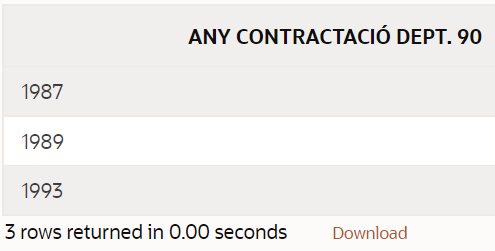 ANY CONTRACTACIÓ DEPT. 90
1987
1989
1993
3 rows returned in 0.00 seconds Download